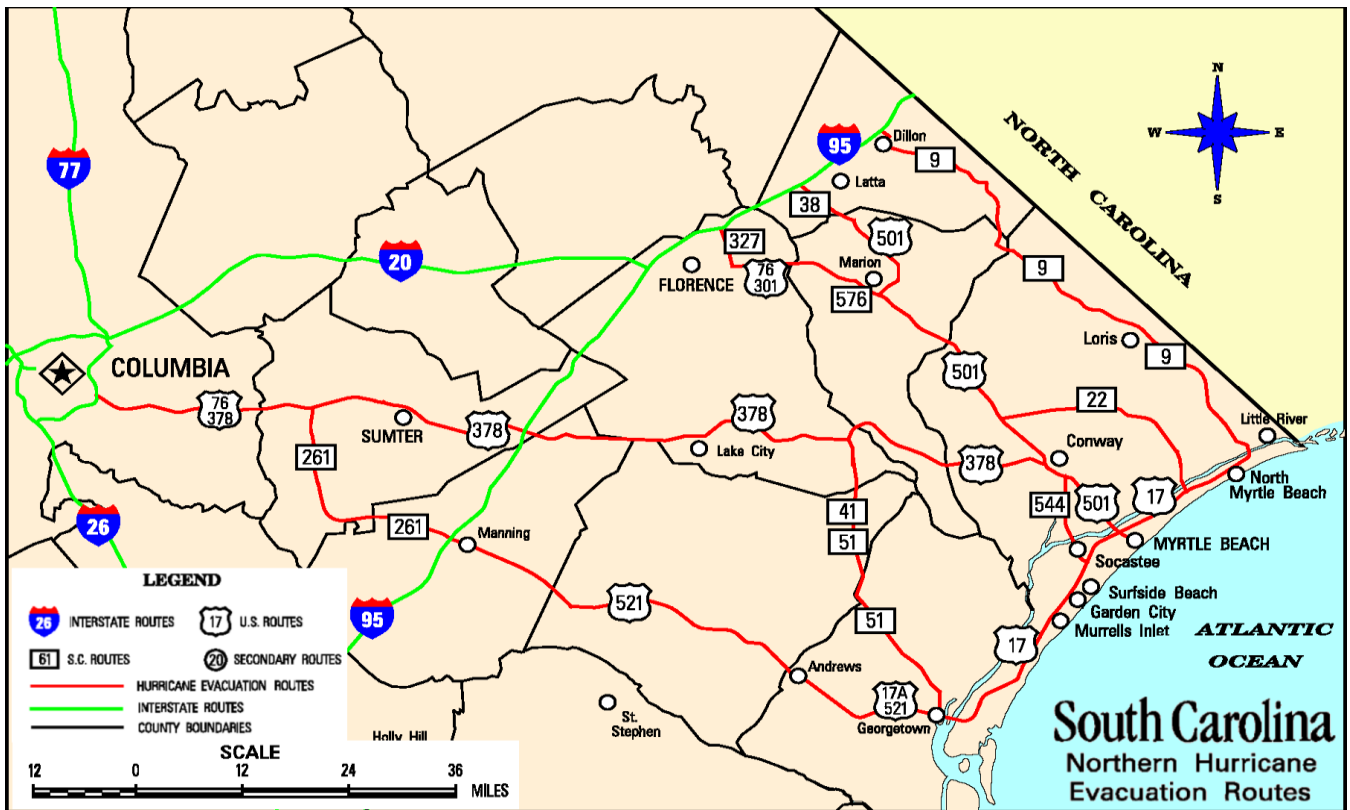 N
W
E
S
NORTH CAROLINA
95
Dillon
9
77
Latta
38
20
327
501
Marion
9
FLORENCE
76
301
576
Loris
9
COLUMBIA
501
22
76
378
378
SUMTER
378
Little River
Lake City
378
Conway
261
North
Myrtle Beach
544
501
17
41
26
261
Manning
51
MYRTLE BEACH
Socastee
Surfside Beach
Garden City
Murrells Inlet
521
95
51
17
ATLANTIC
OCEAN
Andrews
17A
521
Georgetown
St.
Stephen
Holly Hill
LEGEND
26 INTERSTATE ROUTES
17 U.S. ROUTES
61 S.C. ROUTES
20 SECONDARY ROUTES
HURRICANE EVACUATION ROUTES
INTERSTATE ROUTES
COUNTY BOUNDARIES
SCALE
12 0 12 24 36
MILES
South Carolina
Northern Hurricane
Evacuation Routes